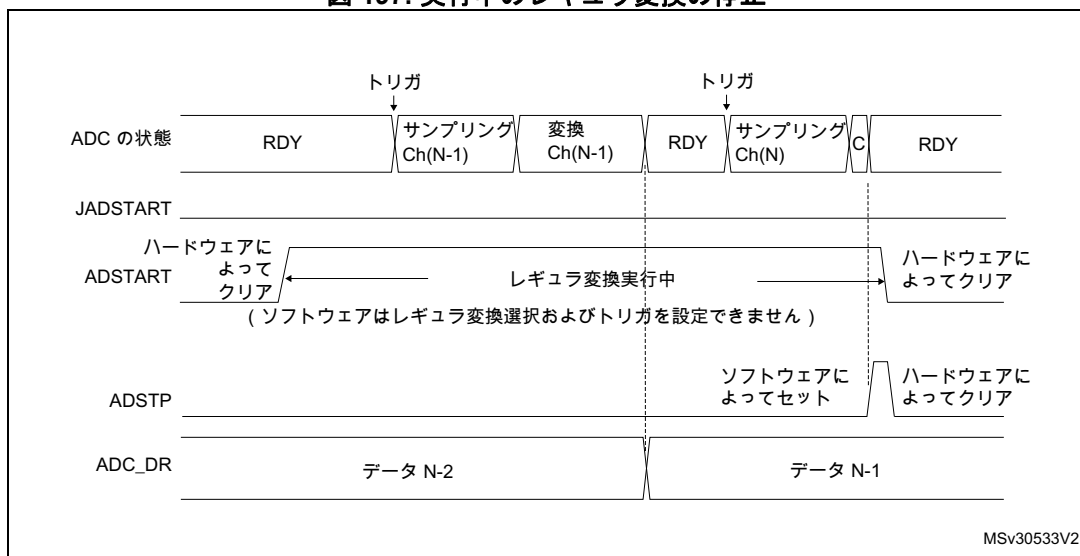 トリガ
トリガ
ADC の状態
RDY
サンプリング
Ch(N-1)
変換
Ch(N-1)
RDY
サンプリング
Ch(N)
C
RDY
JADSTART
ADSTART
ハードウェアに
よって
クリア
レギュラ変換実行中
ハードウェアに
よってクリア
(ソフトウェアはレギュラ変換選択およびトリガを設定できません)
ADSTP
ソフトウェアに
よってセット
ハードウェアに
よってクリア
ADC_DR
データ N-2
データ N-1
MSv30533V2